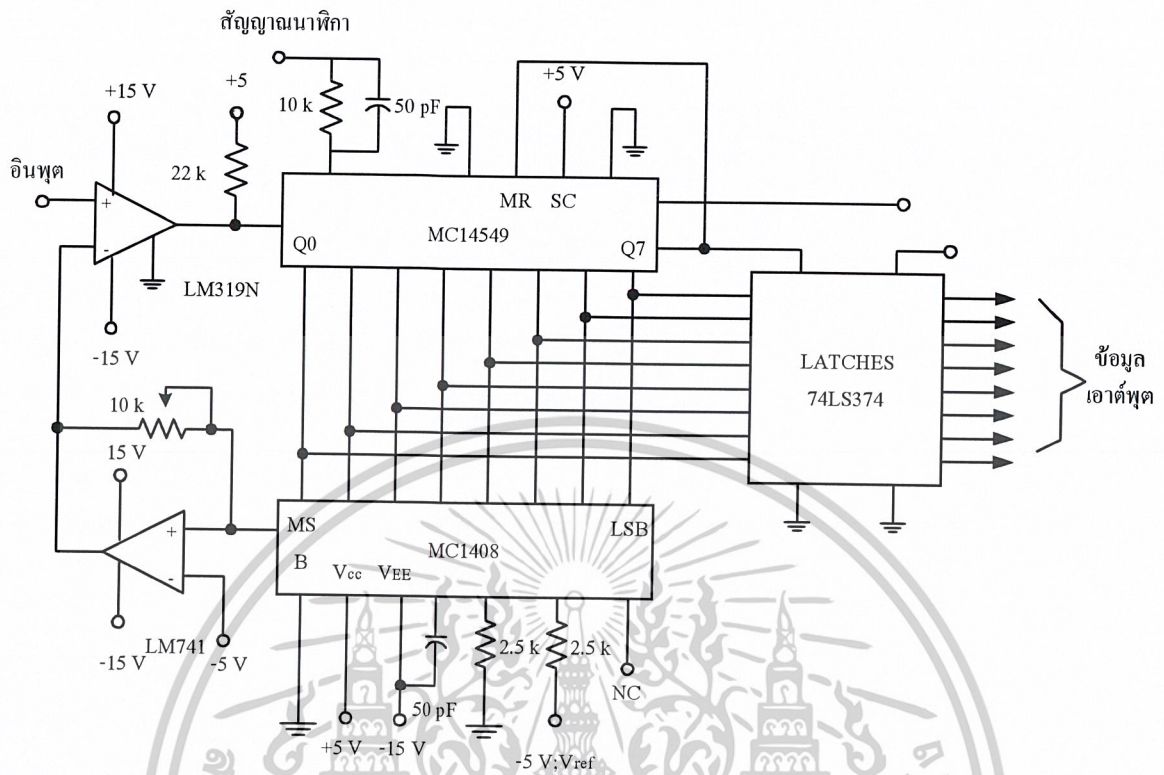 สัญญาณนาฬิกา
+15 V
+5
10 k
50 pF
+5 V
อินพุต
22 k
+
-
MR SC
MC14549
Q0
Q7
LM319N
-15 V
LATCHES
74LS374
ข้อมูล
เอาต์พุต
10 k
15 V
MS
B
LSB
MC1408
Vcc VEE
+
-
-15 V
LM741
-5 V
2.5 k
2.5 k
NC
50 pF
+5 V
-15 V
-5 V;Vref